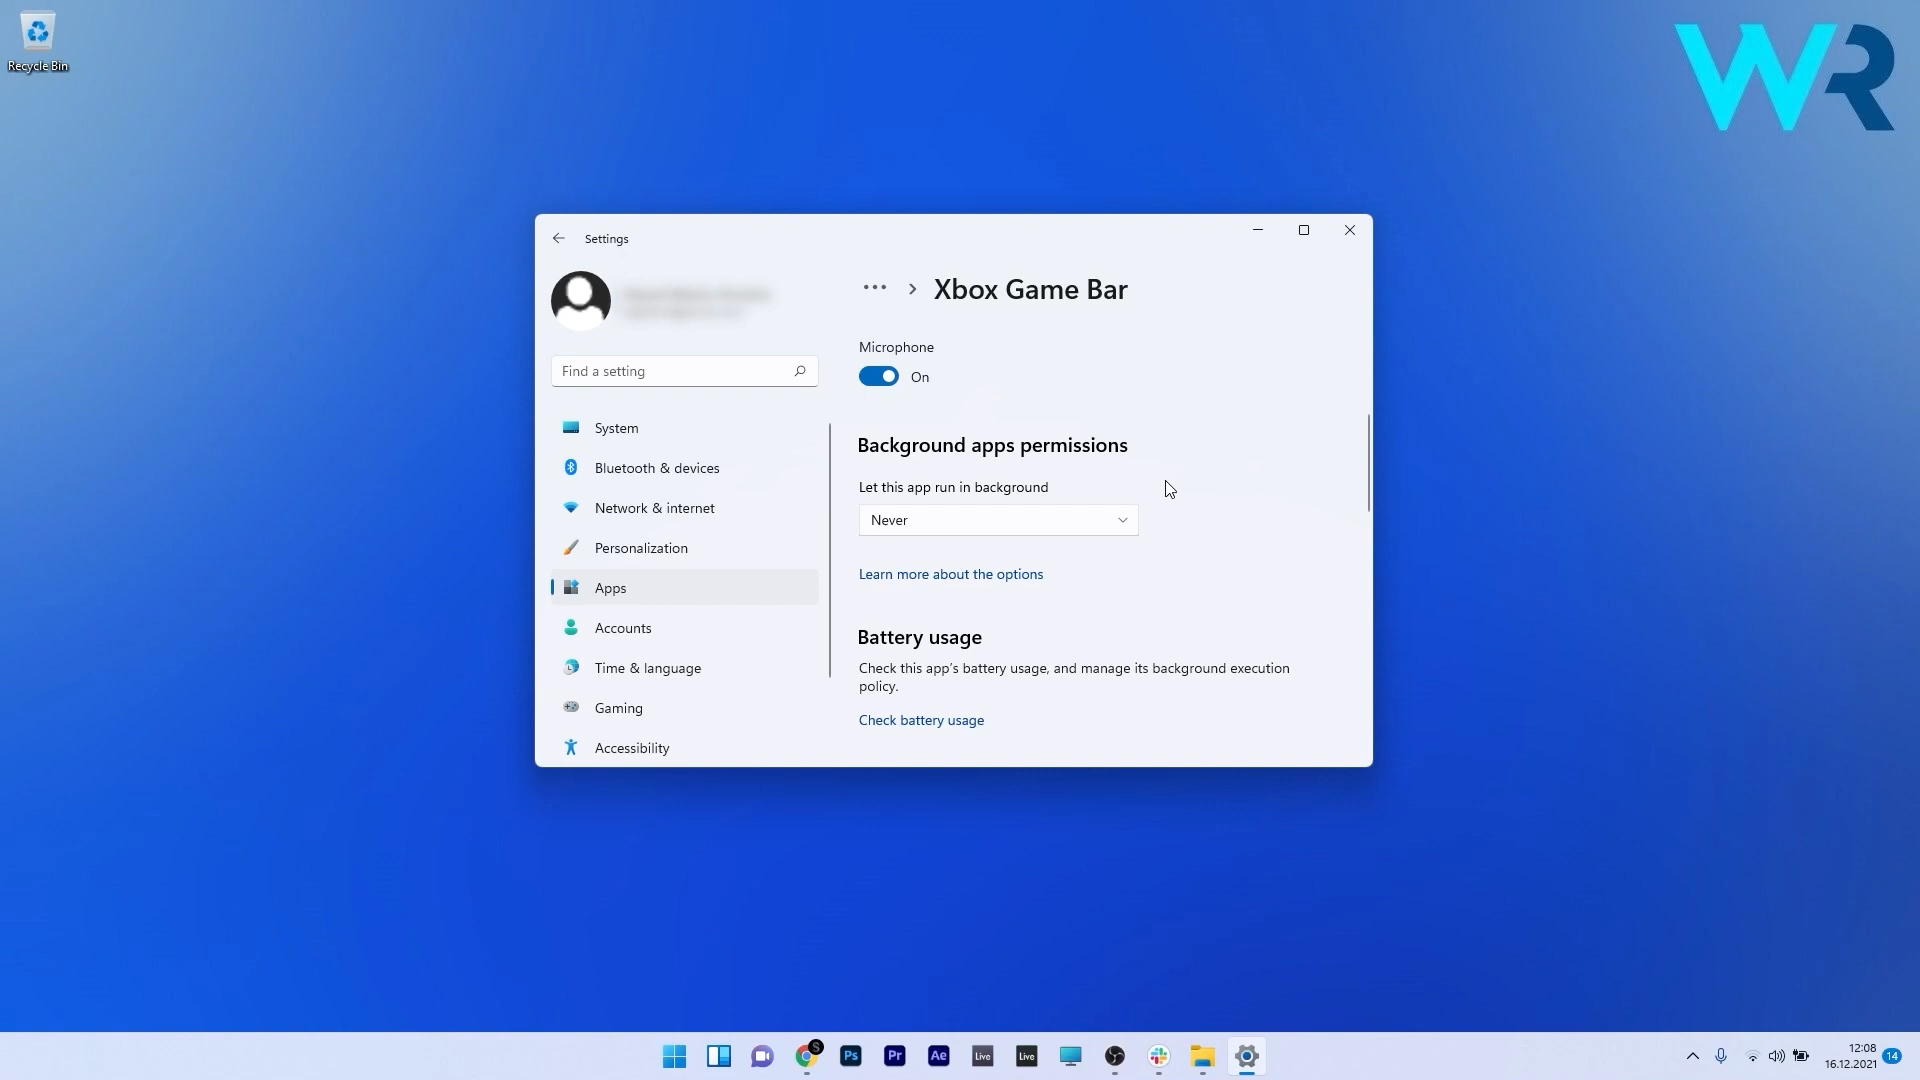 Recycle Bin
WR
Settings
Xbox Game Bar
Find a setting
System
Bluetooth & devices
Network & internet
Personalization
Apps
Accounts
Time & language
Gaming
Accessibility
Microphone
On
Background apps permissions
Let this app run in background
Never
Learn more about the options
Battery usage
Check this app's battery usage, and manage its background execution
policy.
Check battery usage
S
Ps
Pr
Ae
Live
Live
12:08
16.12.2021
14